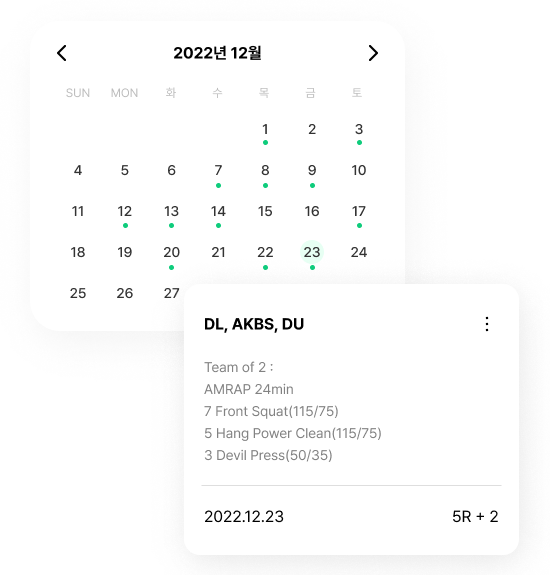 2022년 12월
SUN MON 화 수 목 금 토
1 2 3
4 5 6 7 8 9 10
11 12 13 14 15 16 17
18 19 20 21 22 23 24
25 26 27
DL, AKBS, DU
Team of 2 :
AMRAP 24min
7 Front Squat(115/75)
5 Hang Power Clean(115/75)
3 Devil Press(50/35)
2022.12.23 5R + 2